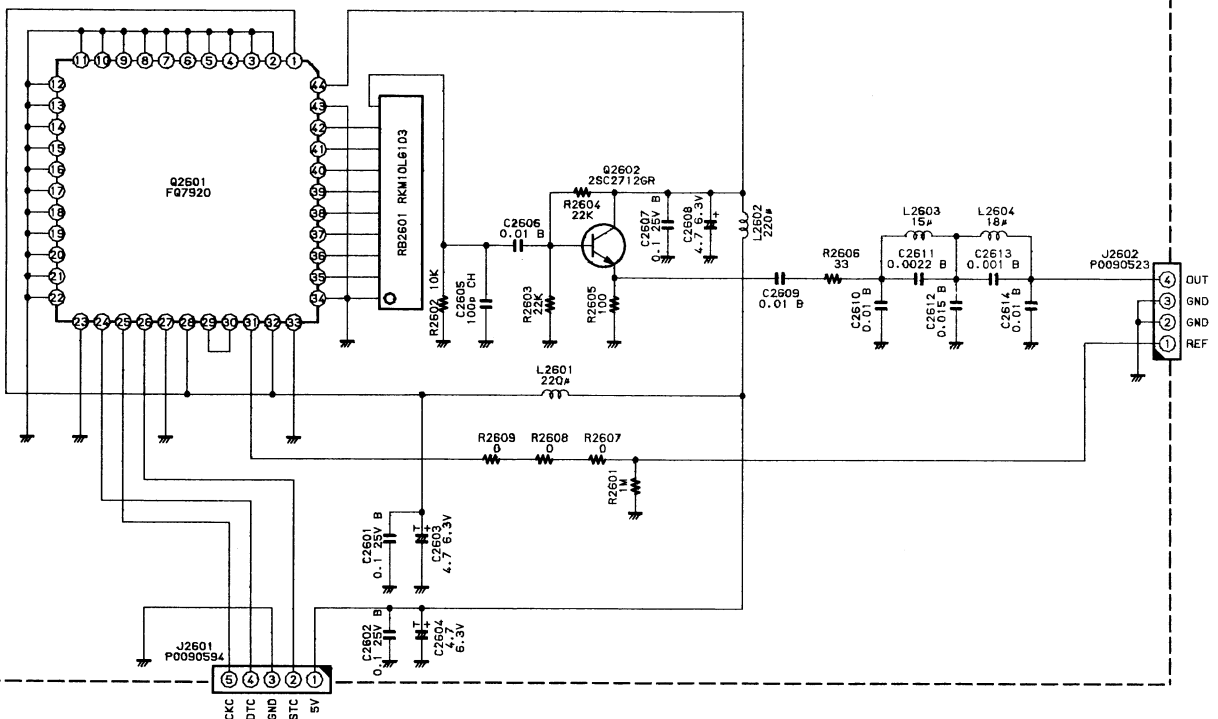 11 10 9 8 7 6 5 4 3 2 1
12
13
14
15
16
17
18
19
20
21
22
44
43
42
41
40
39
38
37
36
35
34
23 24 25 26 27 28 29 30 31 32 33
Q2601
FQ7920
RB2601 RKM10LG103
R2602 10K
C2605
100p CH
C2606
0.01 B
Q2602
2SC2712GR
R2604
22K
R2603
22K
R2605
100
C2607
0.1 25V B
C2608
4.7 6.3V
+
L2602
220μ
C2609
0.01 B
R2606
33
L2603
15μ
L2604
18μ
C2611
0.0022 B
C2613
0.001 B
C2610
0.01 B
C2612
0.015 B
C2614
0.01 B
J2602
P0090523
4 OUT
3 GND
2 GND
1 REF
L2601
220μ
R2609
0
R2608
0
R2607
0
R2601
1M
C2601
0.1 25V B
T +
C2603
4.7 6.3V
C2602
0.1 25V B
T +
C2604
4.7
6.3V
J2601
P0090594
5 4 3 2 1
CKC
DTC
GND
STC
5V